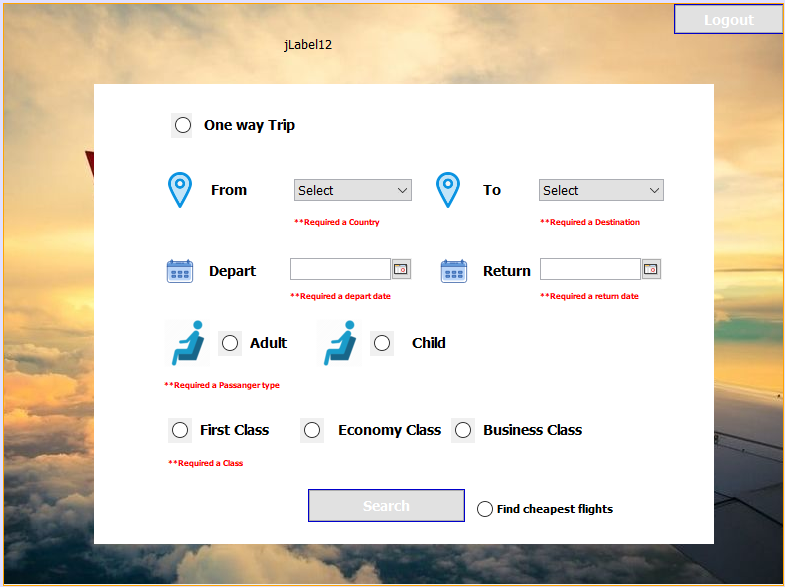 Logout
jLabel12
One way Trip
From Select To Select
**Required a Country **Required a Destination
Depart Return
**Required a depart date **Required a return date
Adult Child
**Required a Passanger type
First Class Economy Class Business Class
**Required a Class
Search Find cheapest flights